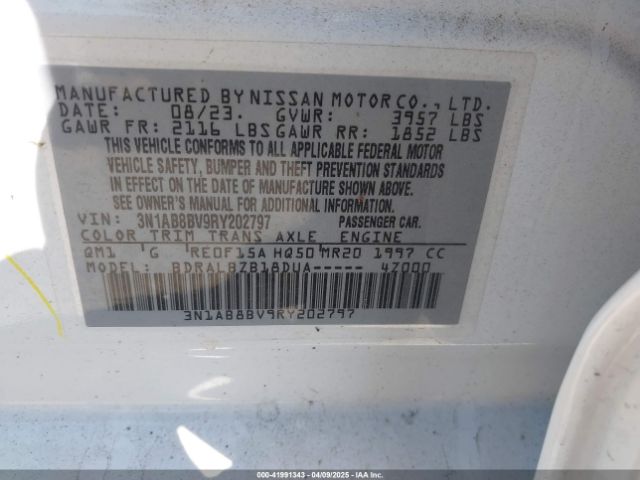 MANUFACTURED BY NISSAN MOTOR CO., LTD.
DATE: 08/23. GVWR: 3957 LBS
GAWR FR: 2116 LBS GAWR RR: 1852 LBS
THIS VEHICLE CONFORMS TO ALL APPLICABLE FEDERAL MOTOR
VEHICLE SAFETY, BUMPER AND THEFT PREVENTION STANDARDS
IN EFFECT ON THE DATE OF MANUFACTURE SHOWN ABOVE.
SEE OWNER'S MANUAL FOR ADDITIONAL INFORMATION.
VIN: 3N1AB8BV9RY202797 PASSENGER CAR.
COLOR TRIM TRANS AXLE ENGINE
QM1 G RE0F15A HQ50 MR20 1997 CC
MODEL: BDRALBZB18DUA----- 4Z000
3N1AB8BV9RY202797
000-41991343 - 04/09/2025 - IAAI.COM